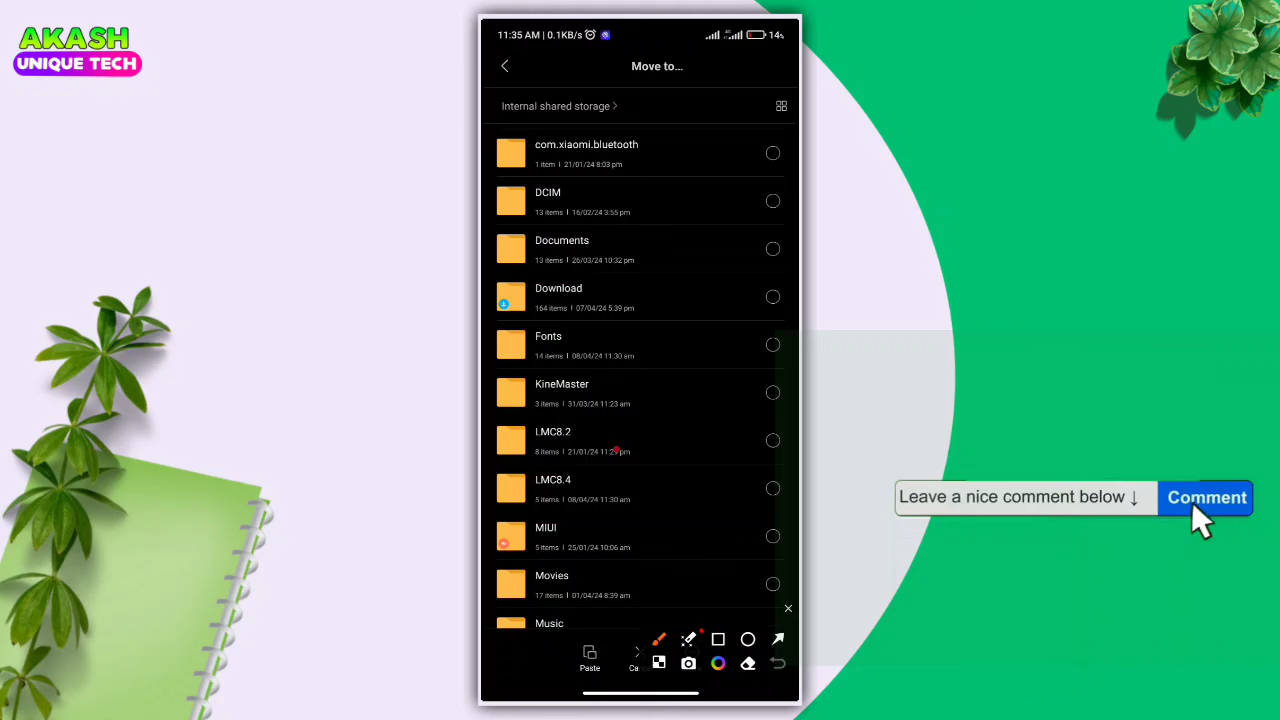 AKASH
UNIQUE TECH
11:35 AM | 0.1KB/s
14%
Move to...
Internal shared storage >
com.xiaomi.bluetooth
1 item | 21/01/24 8:03 pm
DCIM
13 items | 16/02/24 3:55 pm
Documents
13 items | 26/03/24 10:32 pm
Download
164 items | 07/04/24 5:39 pm
Fonts
14 items | 08/04/24 11:30 am
KineMaster
3 items | 31/03/24 11:23 am
LMC8.2
8 items | 21/01/24 pm
LMC8.4
5 items | 08/04/24 11:30 am
MIUI
5 items | 25/01/24 10:06 am
Movies
17 items | 01/04/24 8:39 am
Music
Paste
Ca
Leave a nice comment below ↓
Comment